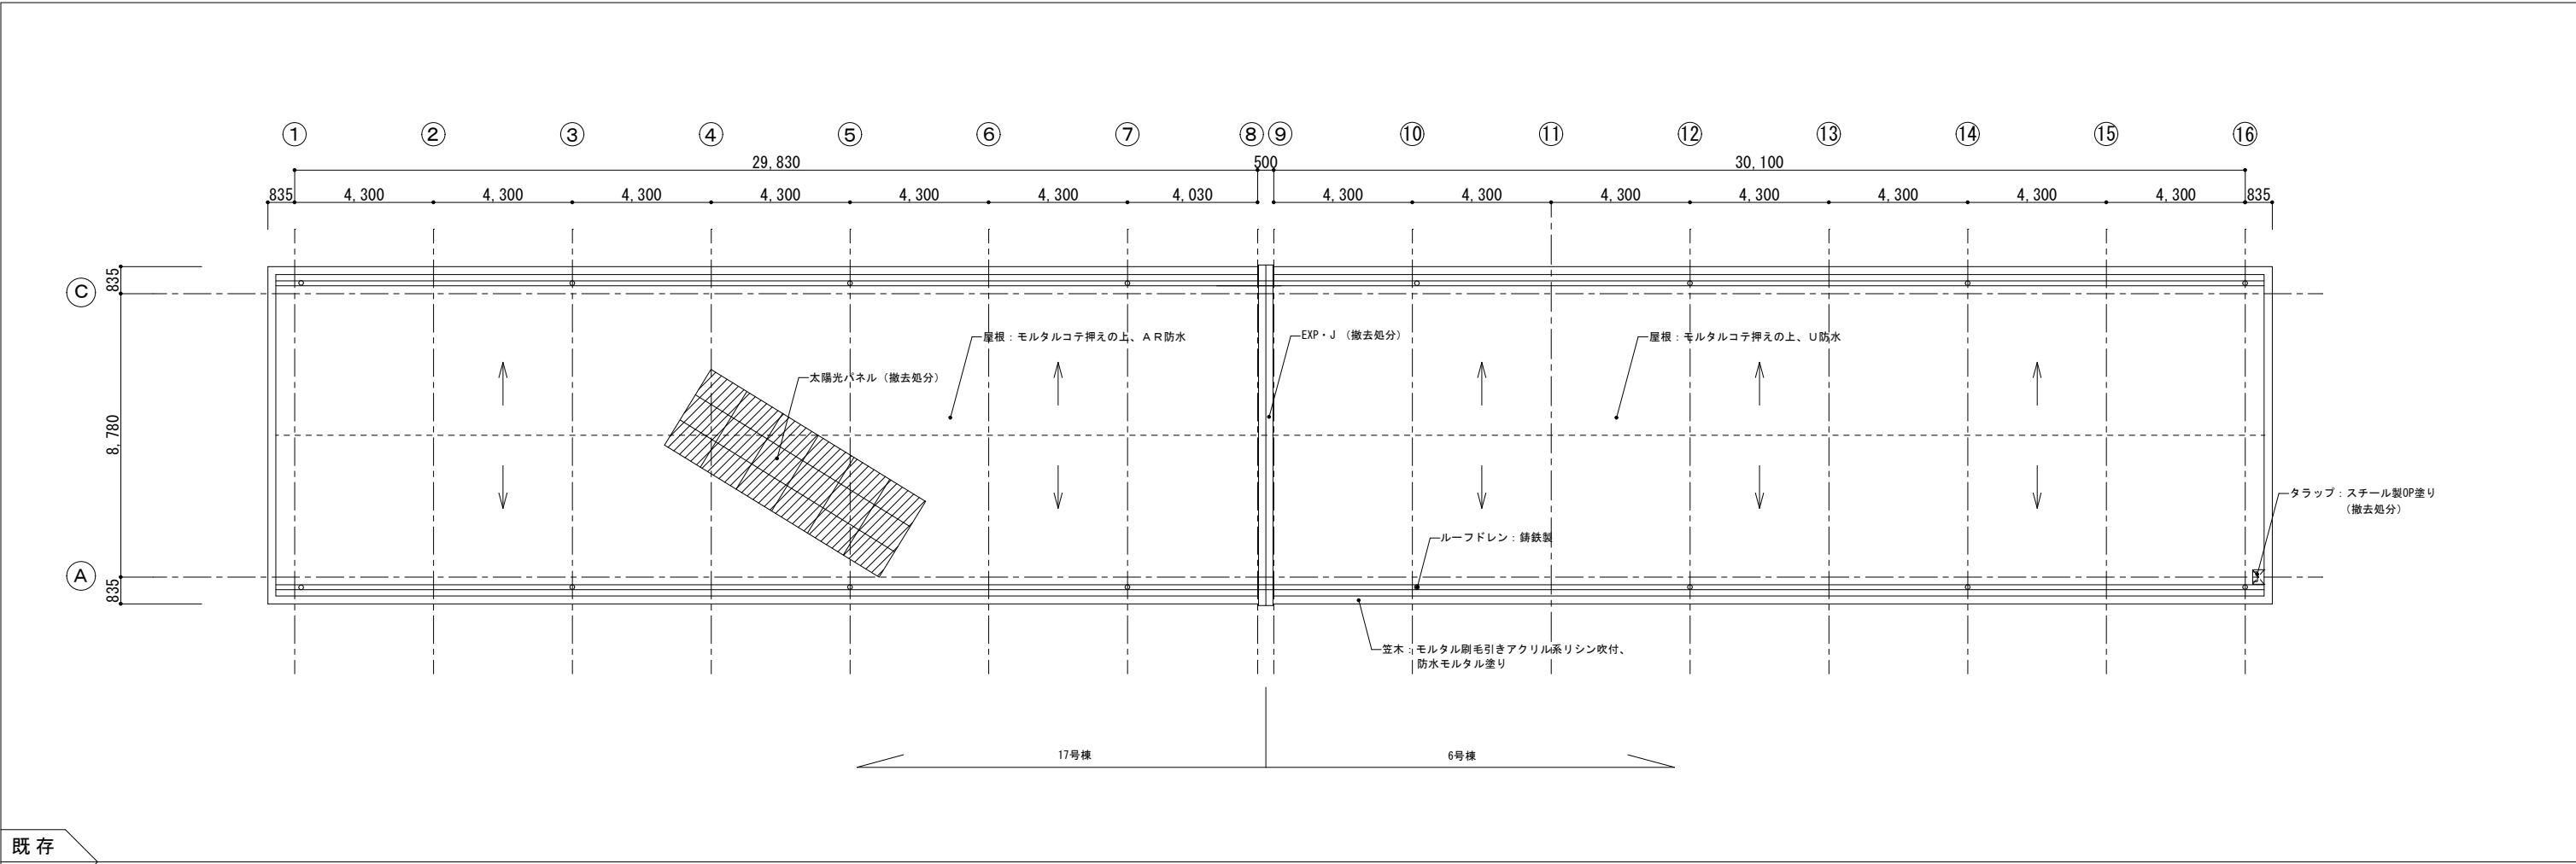 ① ② ③ ④ ⑤ ⑥ ⑦ ⑧ ⑨ ⑩ ⑪ ⑫ ⑬ ⑭ ⑮ ⑯
29,830 500 30,100
835 4,300 4,300 4,300 4,300 4,300 4,300 4,030 4,300 4,300 4,300 4,300 4,300 4,300 4,300 835
835
C
屋根：モルタルコテ押えの上、ＡＲ防水
EXP・J （撤去処分）
屋根：モルタルコテ押えの上、Ｕ防水
太陽光パネル（撤去処分）
8,780
タラップ：スチール製OP塗り
（撤去処分）
ルーフドレン：鋳鉄製
A
835
笠木：モルタル刷毛引きアクリル系リシン吹付、
防水モルタル塗り
17号棟 6号棟
既存